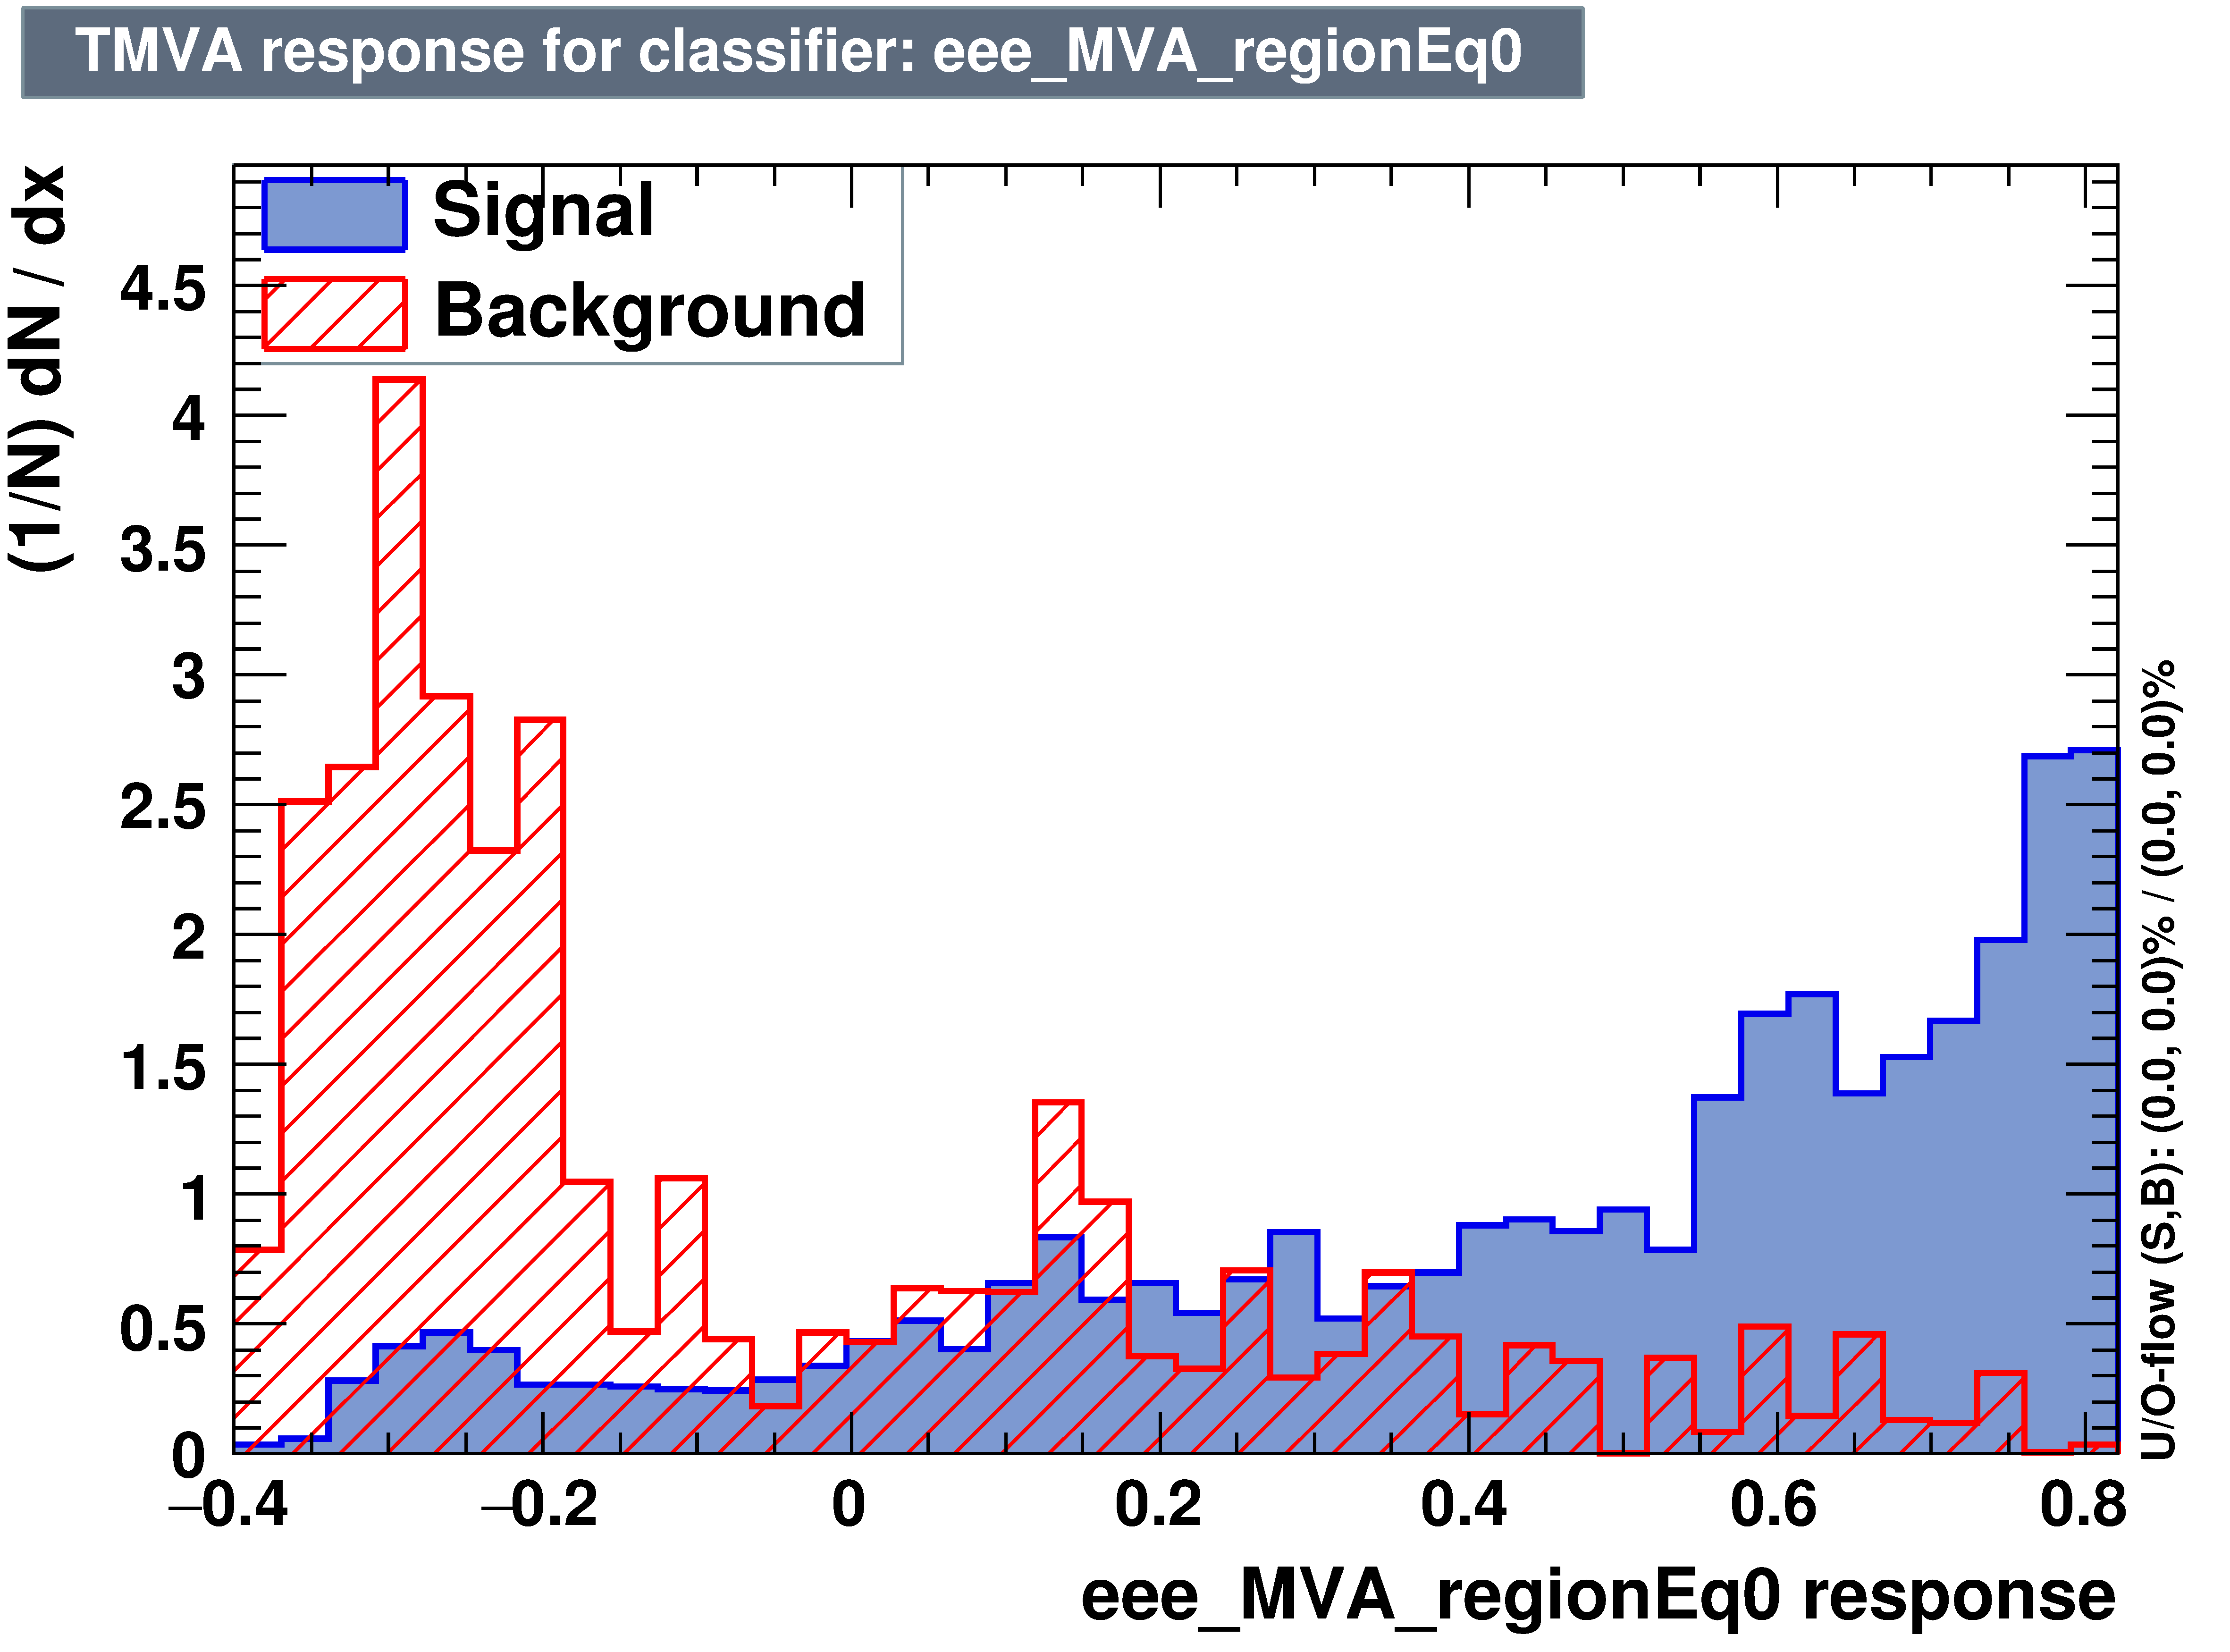 TMVA response for classifier: eee_MVA_regionEq0
(1/N) dN / dx
Signal
Background
4.5
4
3.5
3
2.5
2
1.5
1
0.5
0
−0.4
−0.2
0
0.2
0.4
0.6
0.8
eee_MVA_regionEq0 response
U/O-flow (S,B): (0.0, 0.0)% / (0.0, 0.0)%